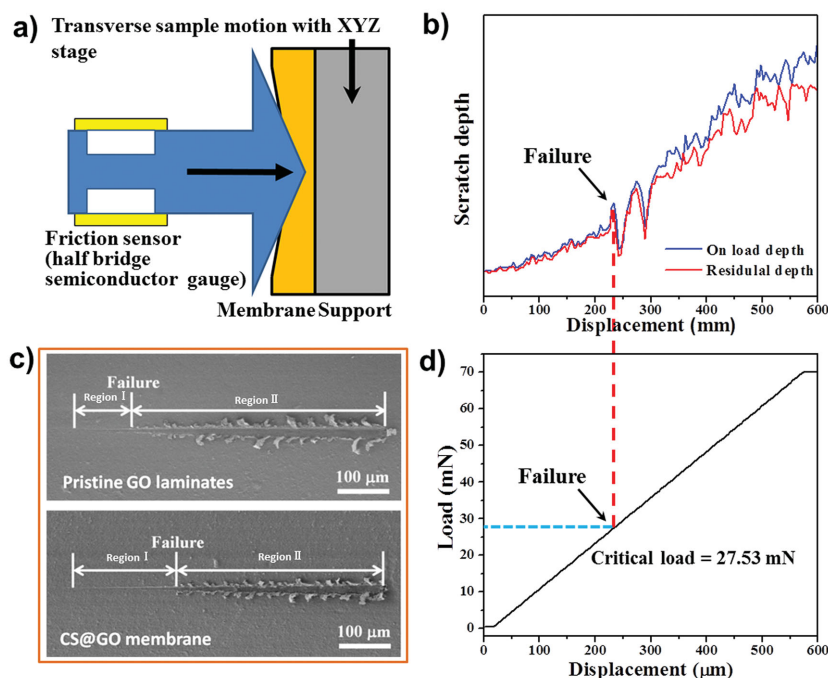 a)
Transverse sample motion with XYZ
stage
Friction sensor
(half bridge
semiconductor gauge)
Membrane Support
b)
Scratch depth
Failure
On load depth
Residulal depth
0 100 200 300 400 500 600
Displacement (mm)
c)
Failure
Region I
Region II
Pristine GO laminates
100 μm
Failure
Region I
Region II
CS@GO membrane
100 μm
d)
Load (mN)
70
60
50
40
30
20
10
0
Failure
Critical load = 27.53 mN
0 100 200 300 400 500 600
Displacement (μm)